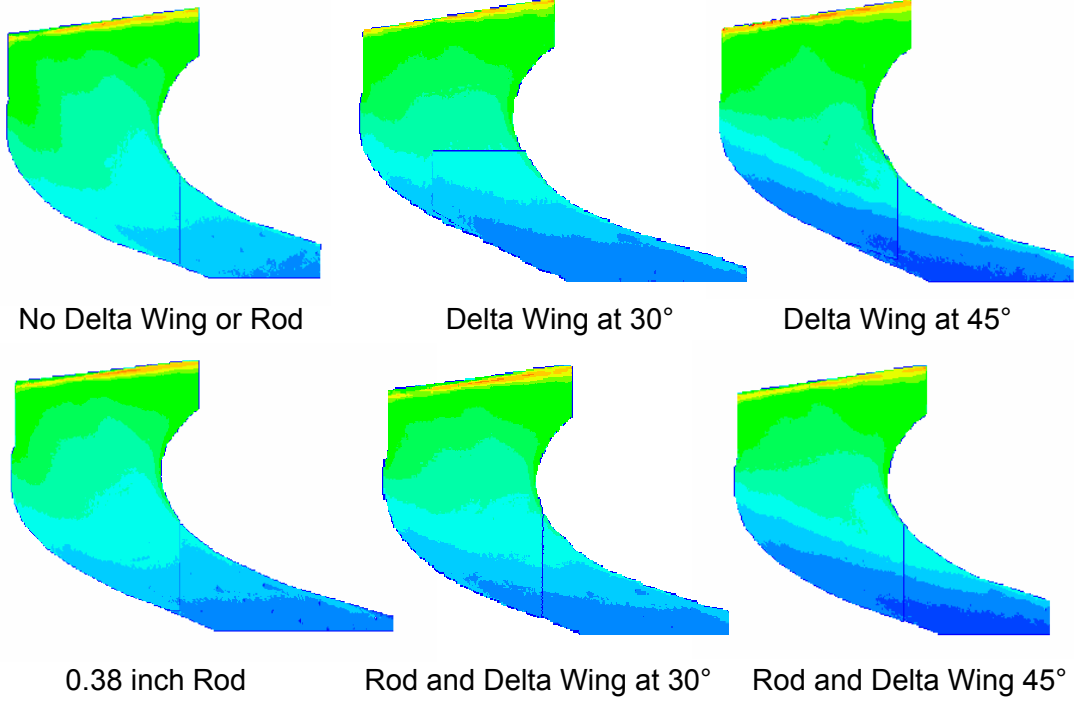 No Delta Wing or Rod
Delta Wing at 30°
Delta Wing at 45°
0.38 inch Rod
Rod and Delta Wing at 30°
Rod and Delta Wing 45°